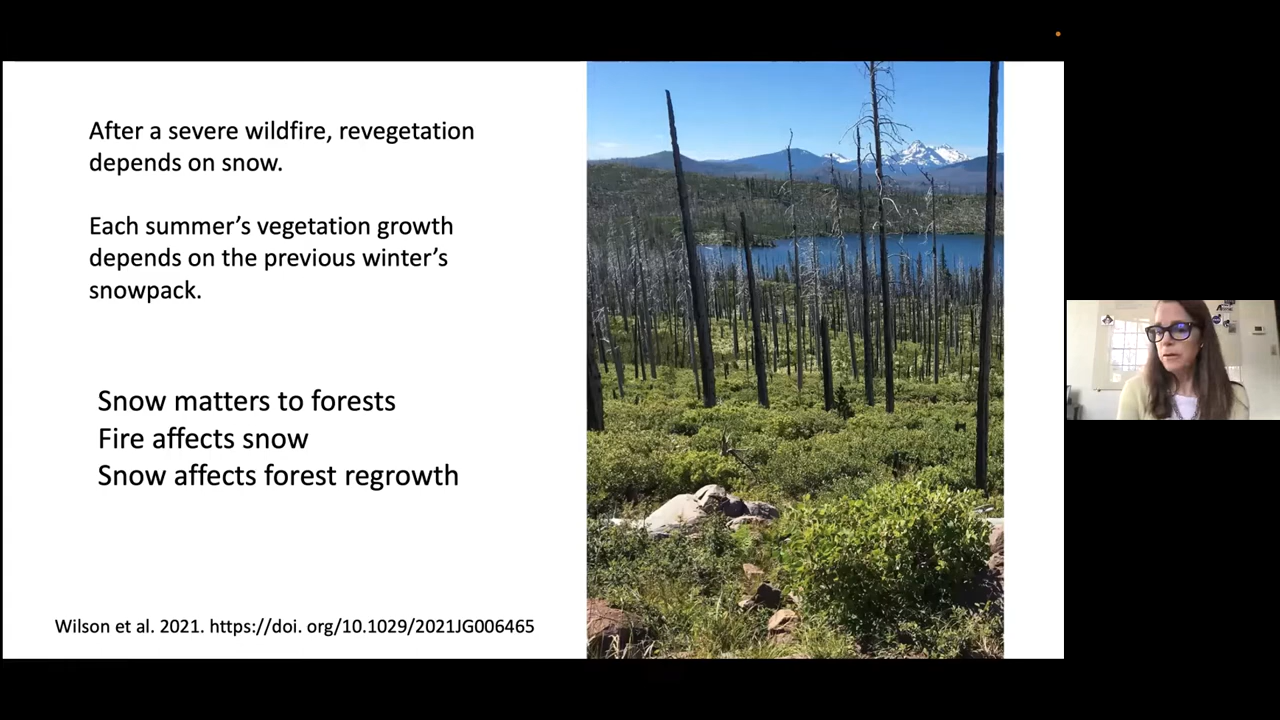 After a severe wildfire, revegetation
depends on snow.
Each summer’s vegetation growth
depends on the previous winter’s
snowpack.
Snow matters to forests
Fire affects snow
Snow affects forest regrowth
Wilson et al. 2021. https://doi. org/10.1029/2021JG006465